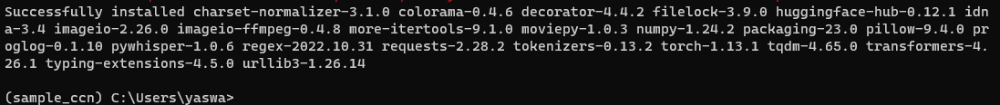 Successfully installed charset-normalizer-3.1.0 colorama-0.4.6 decorator-4.4.2 filelock-3.9.0 huggingface-hub-0.12.1 idn
a-3.4 imageio-2.26.0 imageio-ffmpeg-0.4.8 more-itertools-9.1.0 moviepy-1.0.3 numpy-1.24.2 packaging-23.0 pillow-9.4.0 pr
oglog-0.1.10 pywhisper-1.0.6 regex-2022.10.31 requests-2.28.2 tokenizers-0.13.2 torch-1.13.1 tqdm-4.65.0 transformers-4.
26.1 typing-extensions-4.5.0 urllib3-1.26.14
(sample_ccn) C:\Users\yaswa>